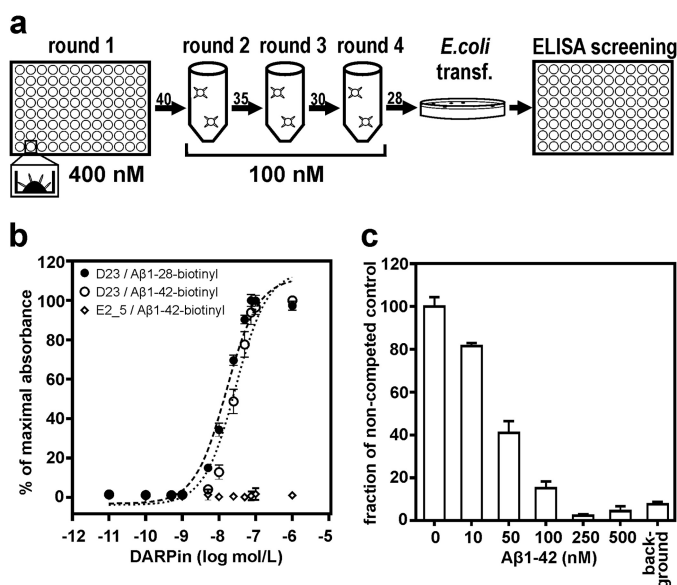 a
round 1
round 2 round 3 round 4
E.coli
transf.
ELISA screening
40
35
30
28
400 nM
100 nM
b
120
100
80
60
40
20
0
% of maximal absorbance
● D23 / Aβ1-28-biotinyl
○ D23 / Aβ1-42-biotinyl
◇ E2_5 / Aβ1-42-biotinyl
-12 -11 -10 -9 -8 -7 -6 -5
DARPin (log mol/L)
c
120
100
80
60
40
20
0
fraction of non-competed control
0 10 50 100 250 500 back-
ground
Aβ1-42 (nM)